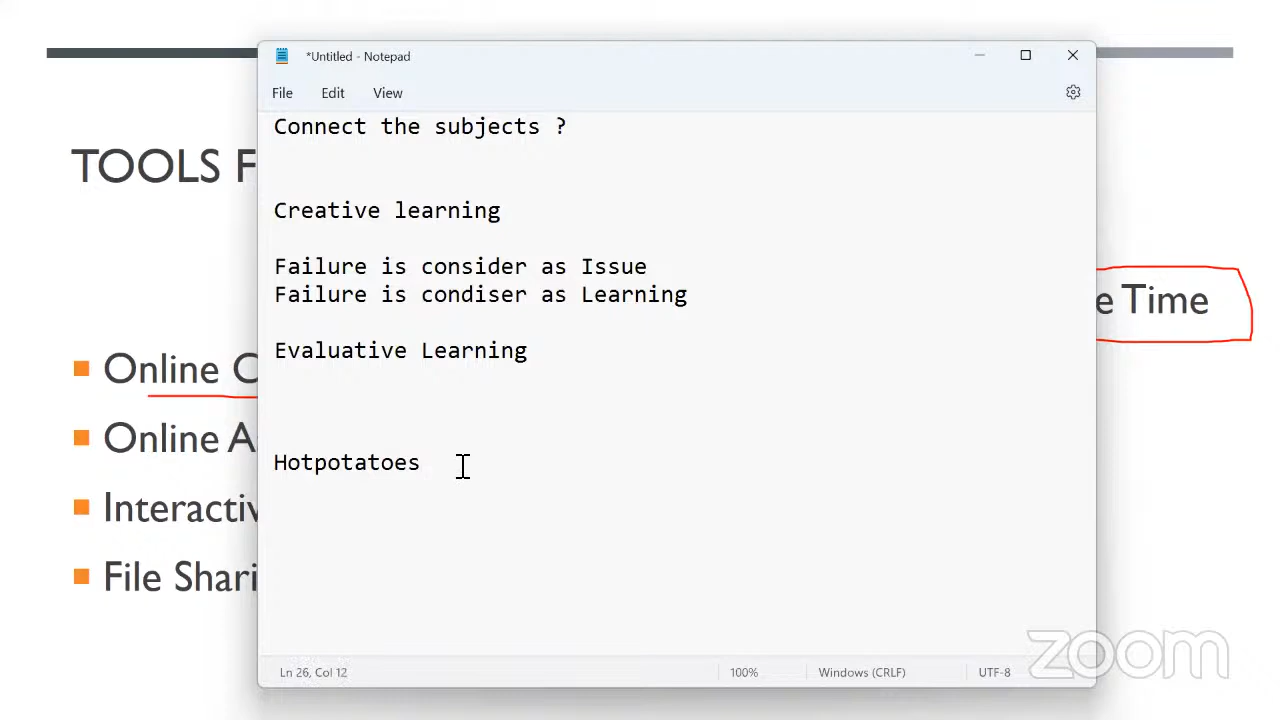 *Untitled - Notepad
File Edit View
Connect the subjects ?
Creative learning
Failure is consider as Issue
Failure is condiser as Learning
Evaluative Learning
Hotpotatoes
Ln 26, Col 12 100% Windows (CRLF) UTF-8
TOOLS F
e Time
Online C
Online A
Interactiv
File Shari
zoom